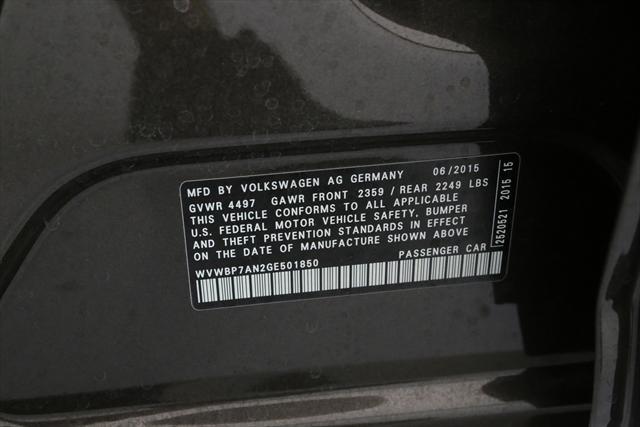 MFD BY VOLKSWAGEN AG GERMANY 06/2015
GVWR 4497 GAWR FRONT 2359 / REAR 2249 LBS
THIS VEHICLE CONFORMS TO ALL APPLICABLE
U.S. FEDERAL MOTOR VEHICLE SAFETY, BUMPER
AND THEFT PREVENTION STANDARDS IN EFFECT
ON THE DATE OF MANUFACTURE SHOWN ABOVE
WVWBP7AN2GE501850 PASSENGER CAR
2520521 2015 15